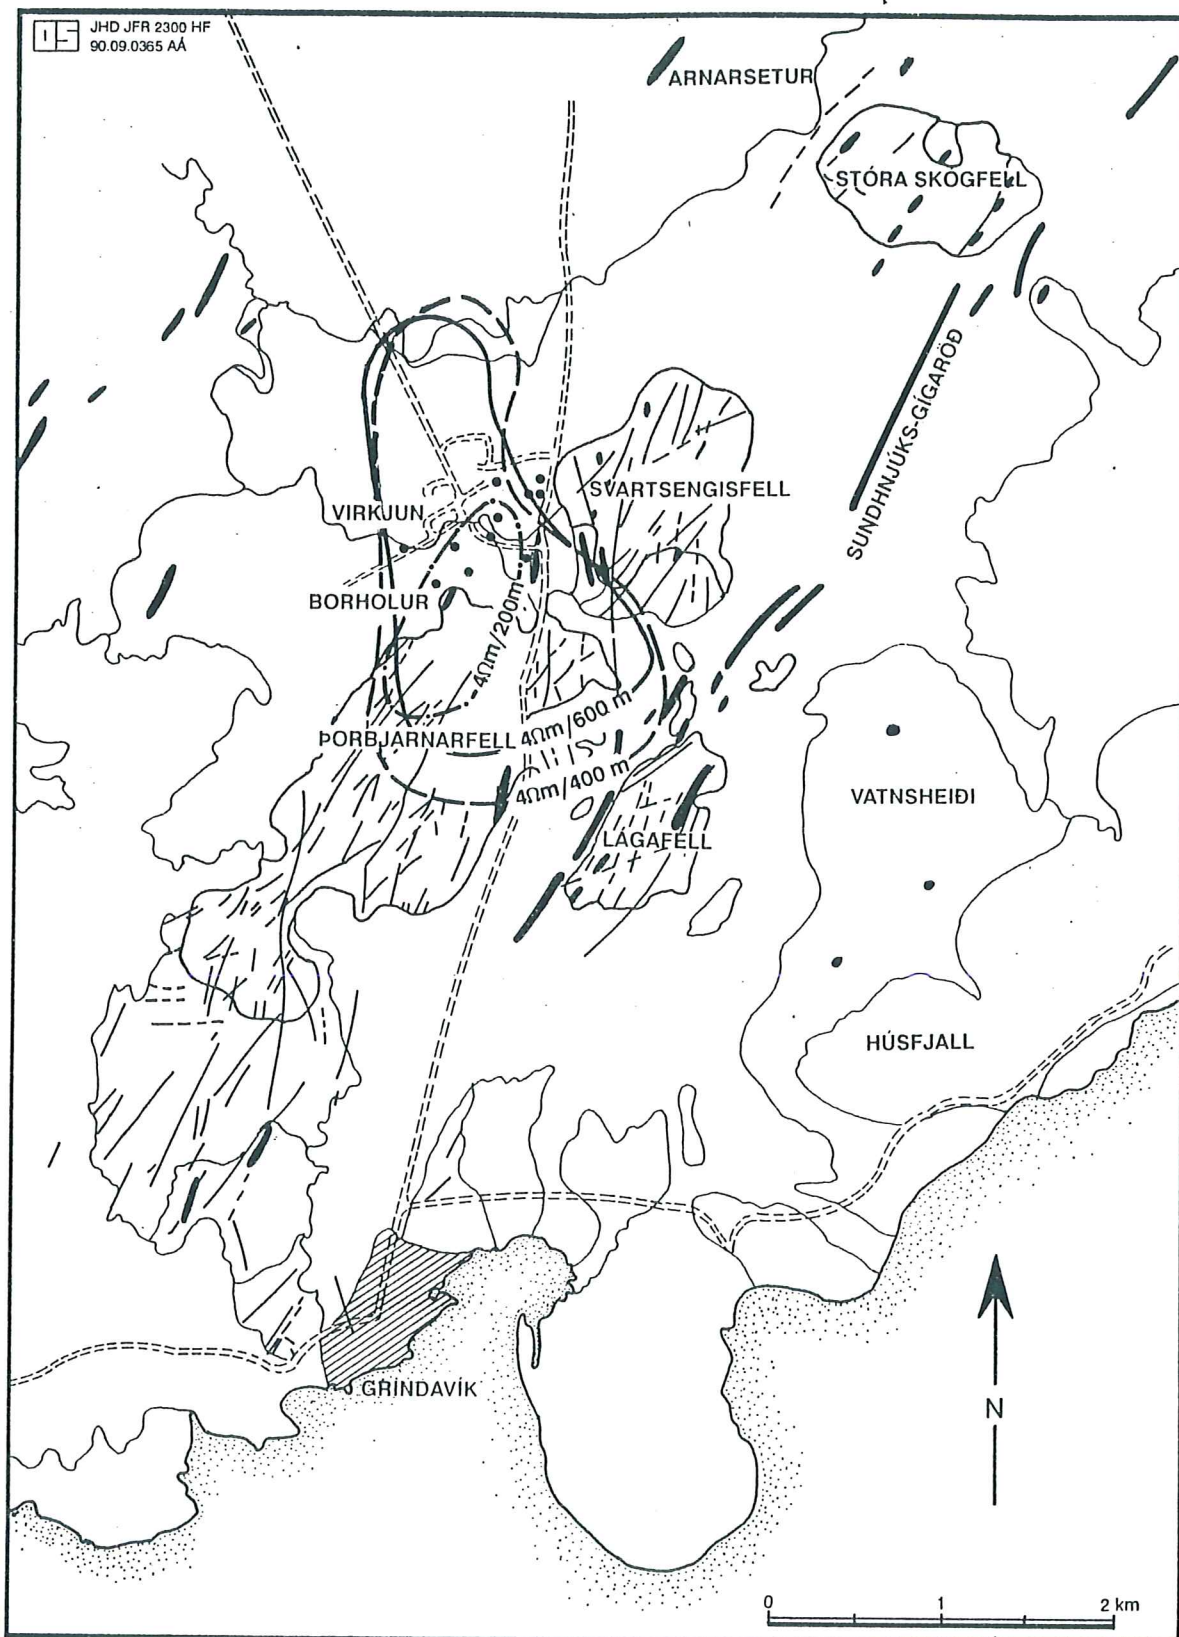 OS
JHD JFR 2300 HF
90.09.0365 AÁ
ARNARSETUR
STÓRA SKÓGFELL
SUNDHNJÚKS-GÍGARÖÐ
SVARTSENGISFELL
VIRKJUN
BORHOLUR
4Ωm/200m
ÞORBJARNARFELL
4Ωm/600 m
4Ωm/400 m
VATNSHEIÐI
LÁGAFELL
HÚSFJALL
GRINDAVÍK
N
0 1 2 km